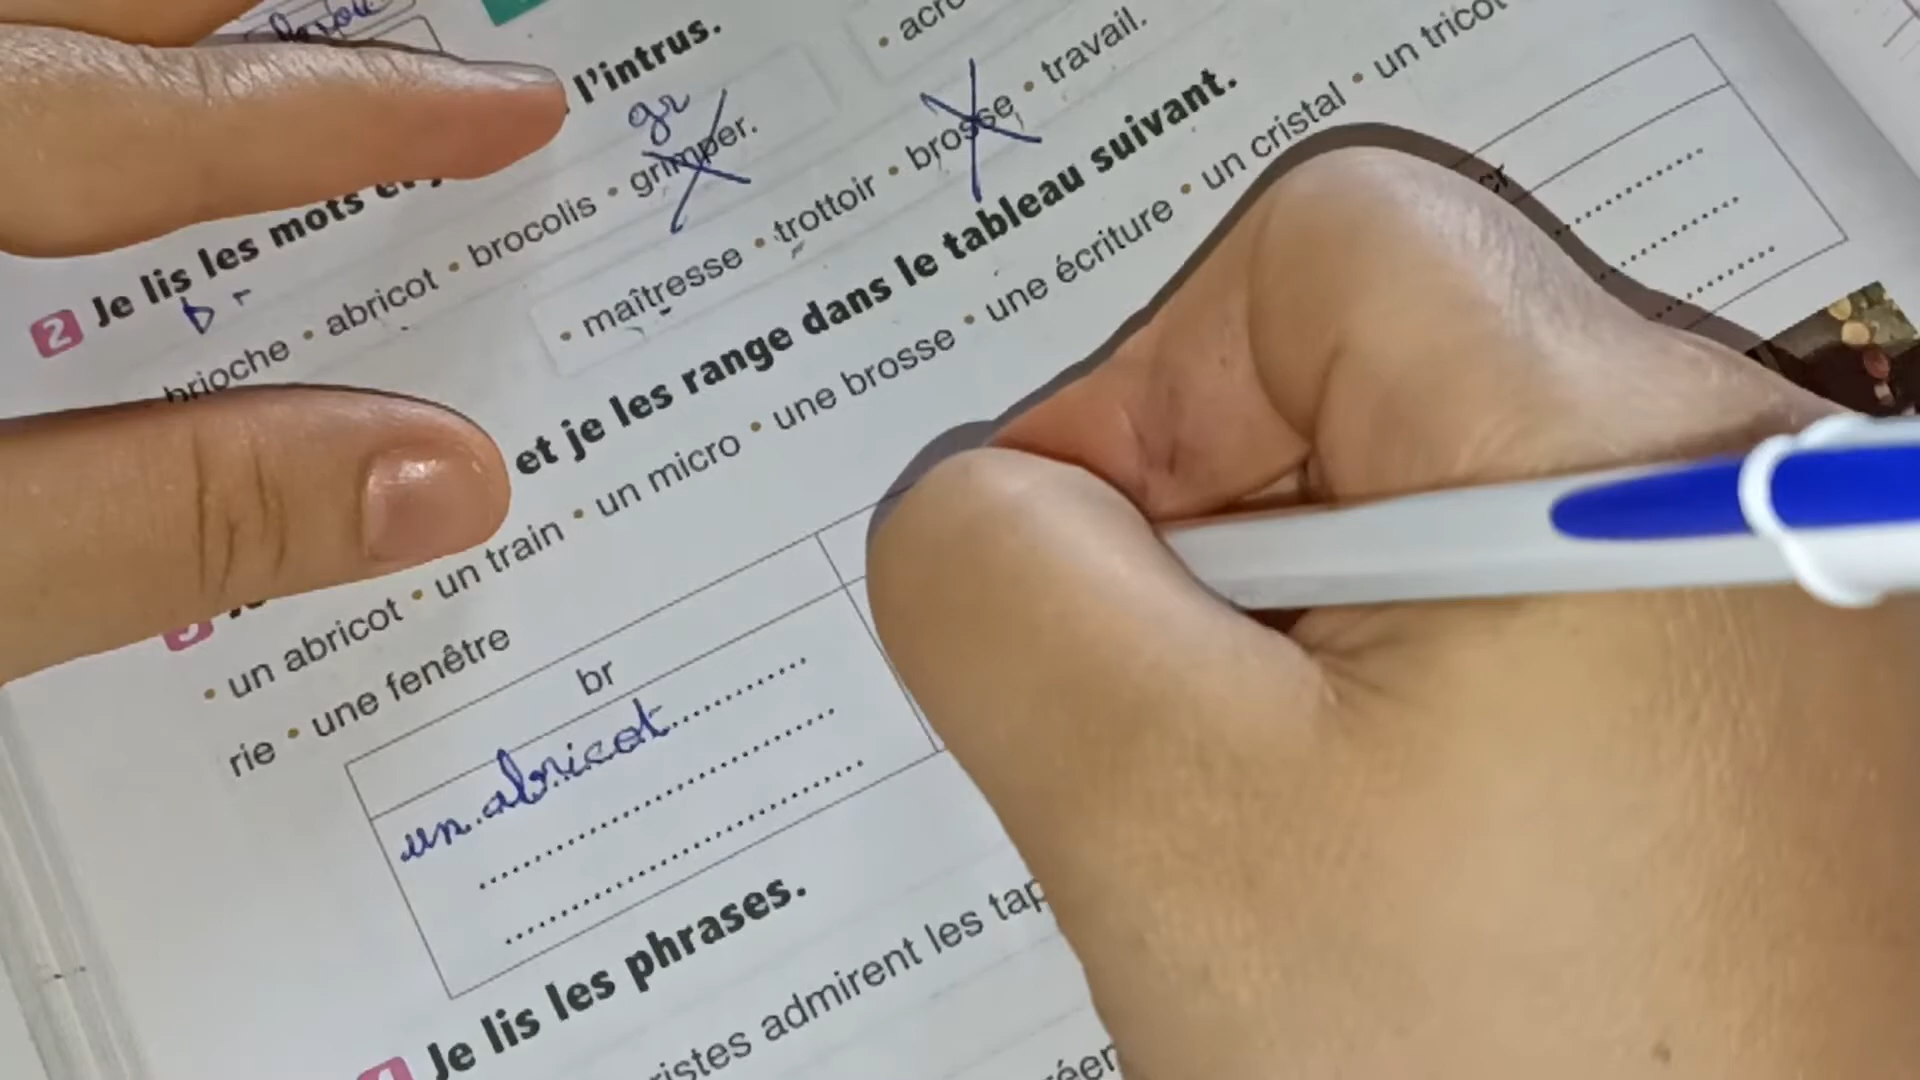 l'intrus.
gr
Je lis les mots
2
br
brioche • abricot • brocolis • grimper.
• maîtresse • trottoir • brosse • travail.
et je les range dans le tableau suivant.
• un abricot • un train • un micro • une brosse • une écriture • un cristal • un tricot
rie • une fenêtre
br
cr
un abricot
Je lis les phrases.
admirent les